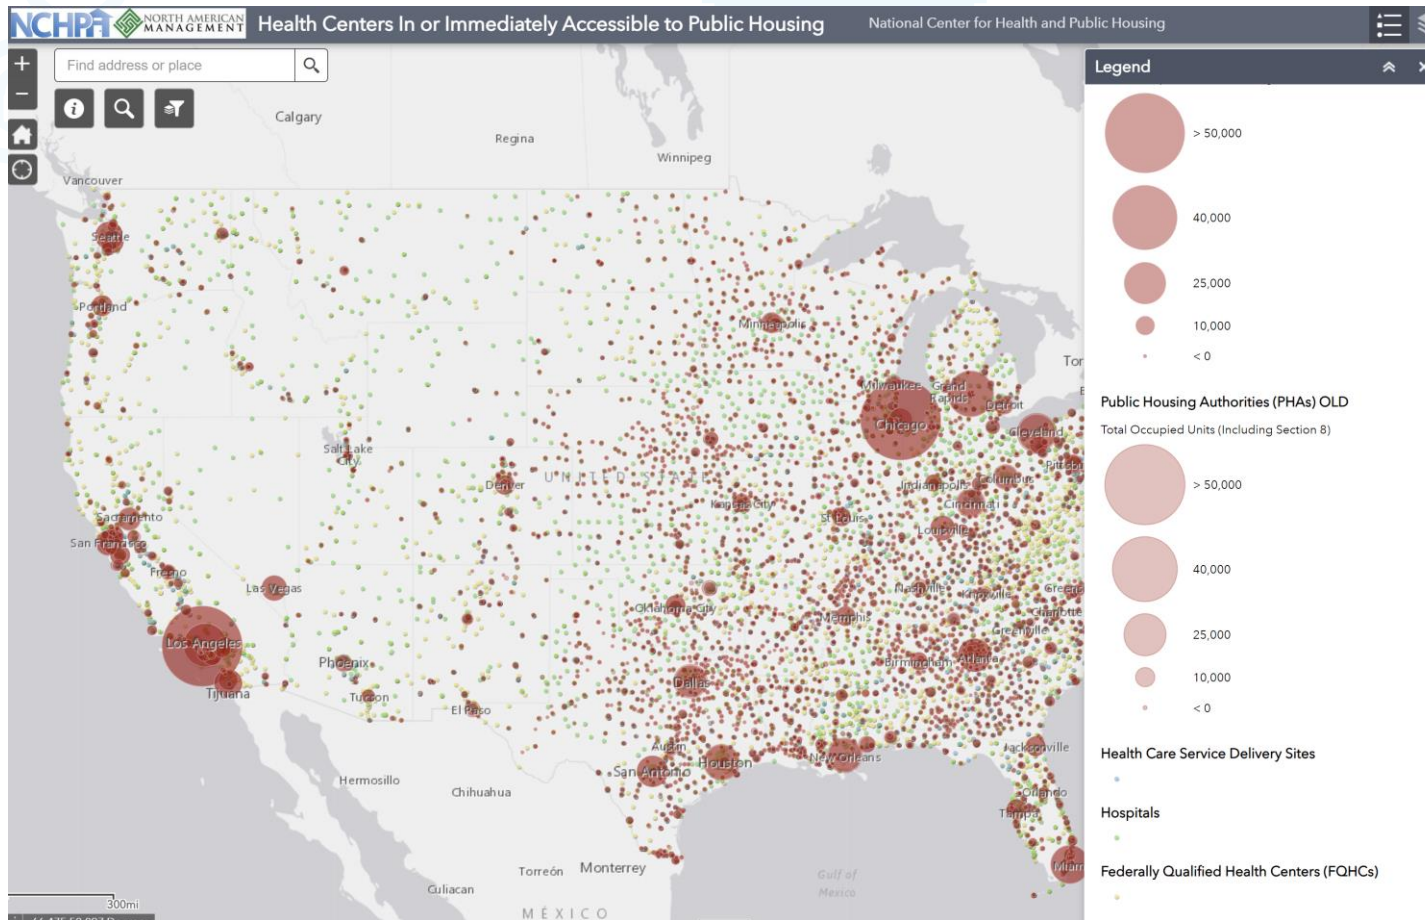 NCHPH NORTH AMERICAN MANAGEMENT Health Centers In or Immediately Accessible to Public Housing National Center for Health and Public Housing
Find address or place
Legend
> 50,000
40,000
25,000
10,000
< 0
Public Housing Authorities (PHAs) OLD
Total Occupied Units (Including Section 8)
> 50,000
40,000
25,000
10,000
< 0
Health Care Service Delivery Sites
Hospitals
Federally Qualified Health Centers (FQHCs)
Calgary
Regina
Winnipeg
Vancouver
Seattle
Portland
Minneapolis
Tor
Milwaukee
Grand Rapids
Detroit
Chicago
Cleveland
Salt Lake City
Pittsbu
Denver
UNITED STATE
Indianapolis
Columbus
Kansas City
Cincinnati
Sacramento
St Louis
Louisville
San Francisco
Fresno
Las Vegas
Nashville
Knoxville
Greens
Oklahoma City
Memphis
Charlotte
Greenville
Los Angeles
Phoenix
Birmingham
Atlanta
Tijuana
Tucson
Dallas
El Paso
Austin
Jacksonville
San Antonio
Houston
New Orleans
Hermosillo
Chihuahua
Orlando
Tampa
Torreón
Monterrey
Miam
Culiacan
Gulf of Mexico
300mi
MÉXICO